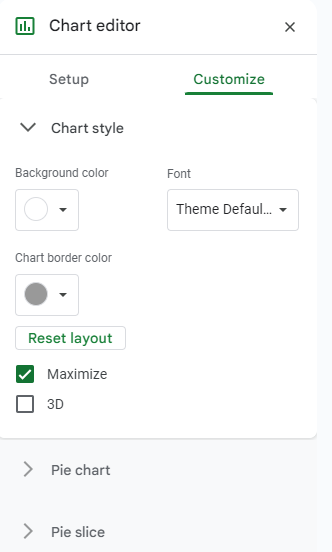 Chart editor
Setup
Customize
Chart style
Background color
Font
Theme Defaul...
Chart border color
Reset layout
Maximize
3D
Pie chart
Pie slice